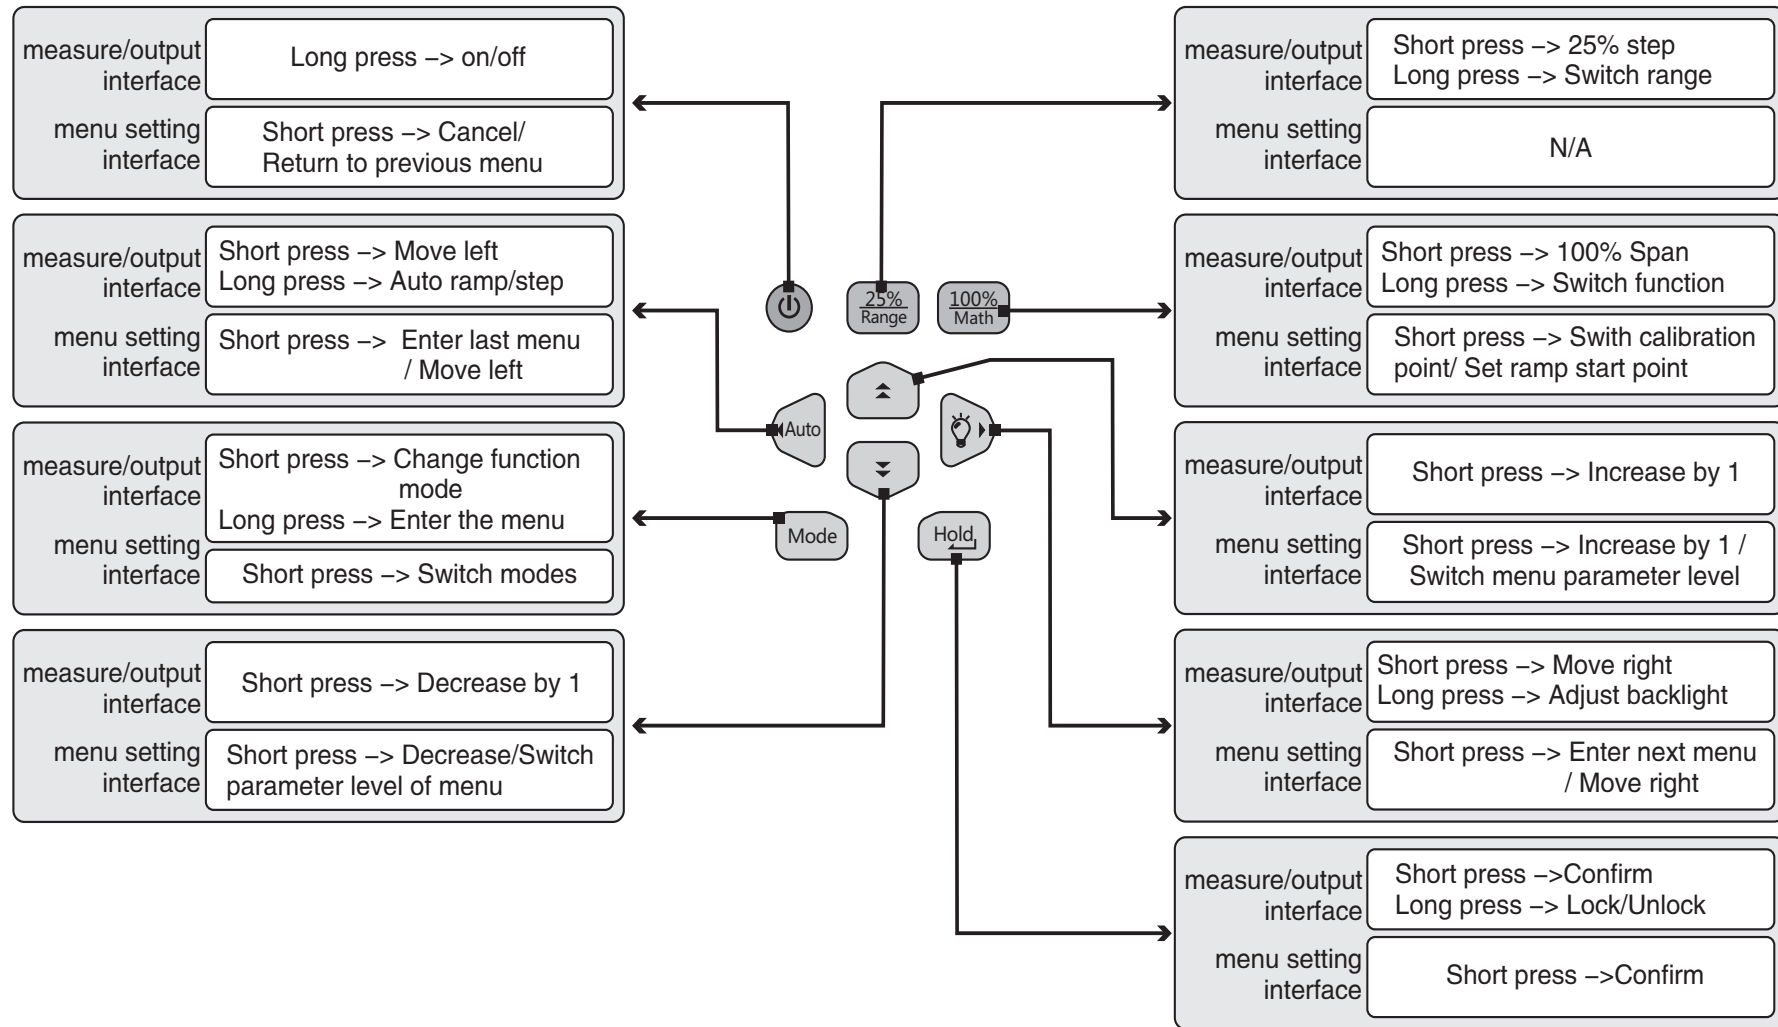 measure/output
interface
Long press –> on/off
menu setting
interface
Short press –> Cancel/
Return to previous menu
measure/output
interface
Short press –> Move left
Long press –> Auto ramp/step
menu setting
interface
Short press –> Enter last menu
/ Move left
measure/output
interface
Short press –> Change function
mode
Long press –> Enter the menu
menu setting
interface
Short press –> Switch modes
measure/output
interface
Short press –> Decrease by 1
menu setting
interface
Short press –> Decrease/Switch
parameter level of menu
25%
Range
100%
Math
Auto
Mode
Hold
measure/output
interface
Short press –> 25% step
Long press –> Switch range
menu setting
interface
N/A
measure/output
interface
Short press –> 100% Span
Long press –> Switch function
menu setting
interface
Short press –> Swith calibration
point/ Set ramp start point
measure/output
interface
Short press –> Increase by 1
menu setting
interface
Short press –> Increase by 1 /
Switch menu parameter level
measure/output
interface
Short press –> Move right
Long press –> Adjust backlight
menu setting
interface
Short press –> Enter next menu
/ Move right
measure/output
interface
Short press –>Confirm
Long press –> Lock/Unlock
menu setting
interface
Short press –>Confirm